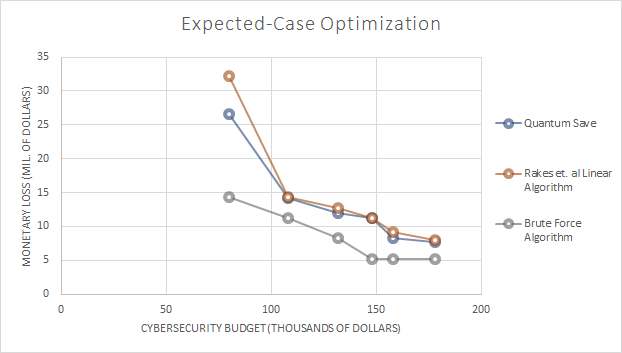 Expected-Case Optimization
35
30
25
20
15
10
5
0
MONETARY LOSS (MIL. OF DOLLARS)
0 50 100 150 200
CYBERSECURITY BUDGET (THOUSANDS OF DOLLARS)
Quantum Save
Rakes et. al Linear
Algorithm
Brute Force
Algorithm